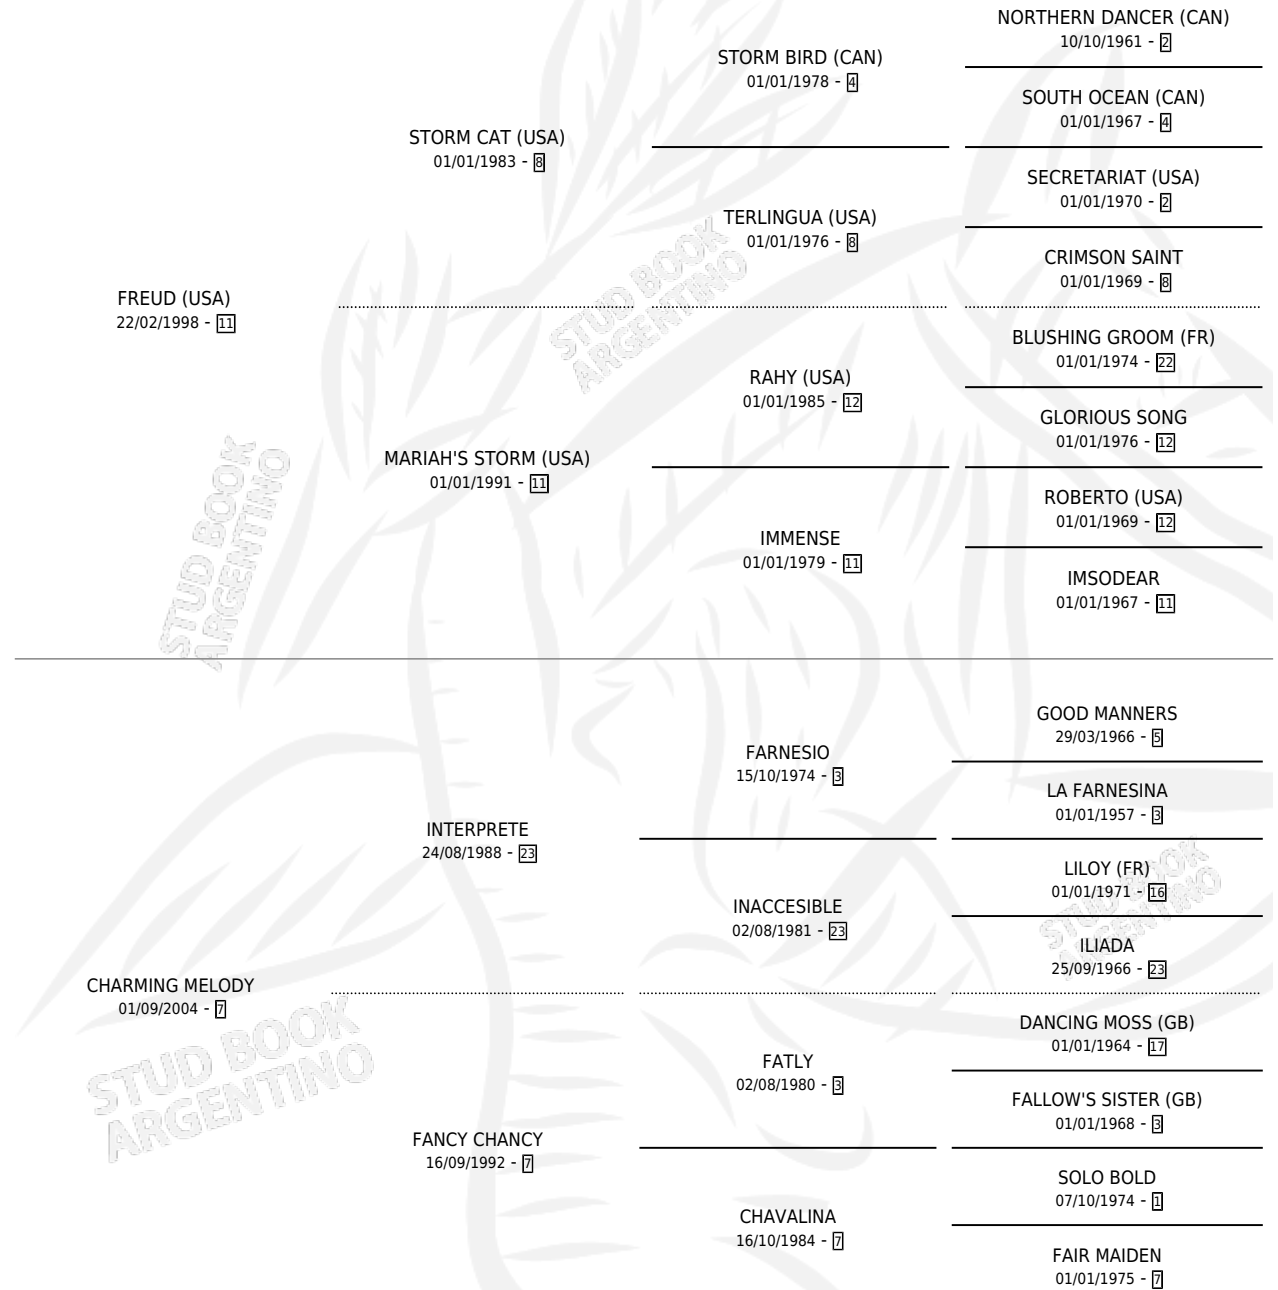 NORTHERN DANCER (CAN)
10/10/1961 - 2
STORM BIRD (CAN)
01/01/1978 - 4
SOUTH OCEAN (CAN)
01/01/1967 - 4
STORM CAT (USA)
01/01/1983 - 8
SECRETARIAT (USA)
01/01/1970 - 2
TERLINGUA (USA)
01/01/1976 - 8
CRIMSON SAINT
01/01/1969 - 8
FREUD (USA)
22/02/1998 - 11
BLUSHING GROOM (FR)
01/01/1974 - 22
RAHY (USA)
01/01/1985 - 12
GLORIOUS SONG
01/01/1976 - 12
MARIAH'S STORM (USA)
01/01/1991 - 11
ROBERTO (USA)
01/01/1969 - 12
IMMENSE
01/01/1979 - 11
IMSODEAR
01/01/1967 - 11
STUD BOOK
ARGENTINO
STUD BOOK
ARGENTINO
GOOD MANNERS
29/03/1966 - 5
FARNESIO
15/10/1974 - 3
LA FARNESINA
01/01/1957 - 3
INTERPRETE
24/08/1988 - 23
LILOY (FR)
01/01/1971 - 16
INACCESIBLE
02/08/1981 - 23
ILIADA
25/09/1966 - 23
CHARMING MELODY
01/09/2004 - 7
DANCING MOSS (GB)
01/01/1964 - 17
FATLY
02/08/1980 - 3
FALLOW'S SISTER (GB)
01/01/1968 - 3
FANCY CHANCY
16/09/1992 - 7
SOLO BOLD
07/10/1974 - 1
CHAVALINA
16/10/1984 - 7
FAIR MAIDEN
01/01/1975 - 7
STUD BOOK
ARGENTINO
STUD BOOK
ARGENTINO